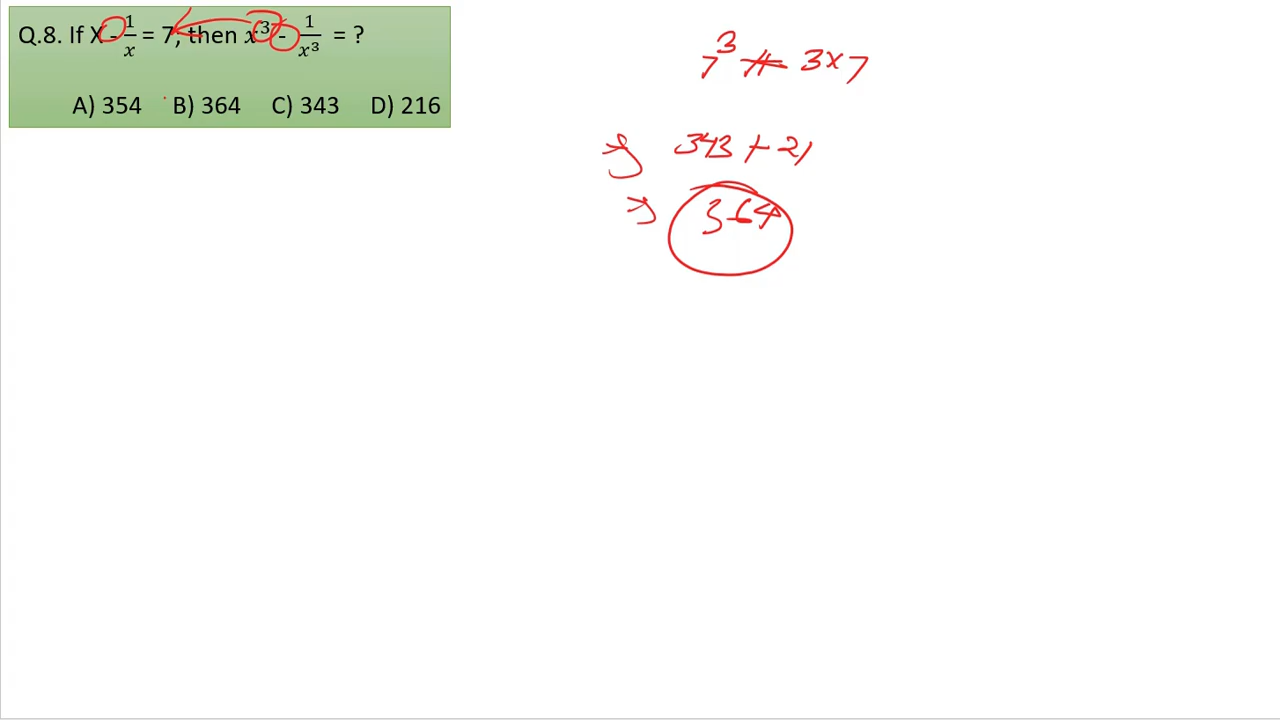 Q.8. If X - 1/x = 7, then x³ - 1/x³ = ?
A) 354 B) 364 C) 343 D) 216
7³ + 3×7
⇒ 343 + 21
⇒ 364